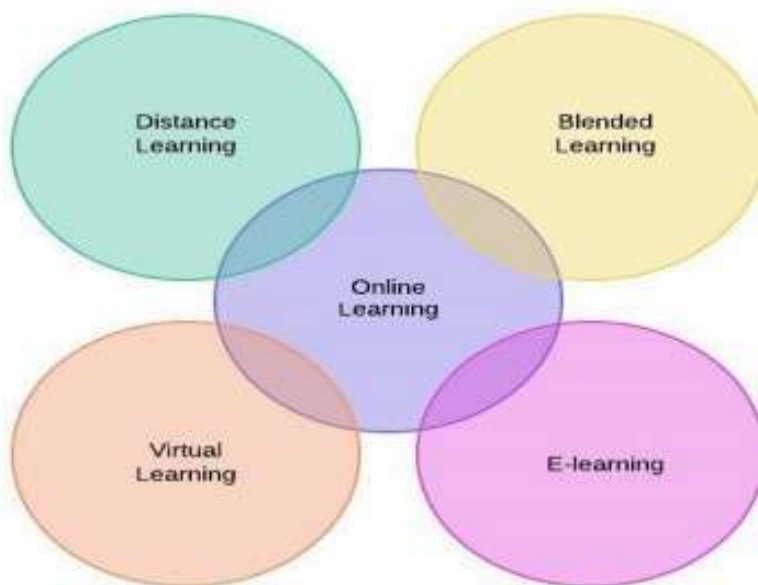 Distance
Learning
Blended
Learning
Online
Learning
Virtual
Learning
E-learning